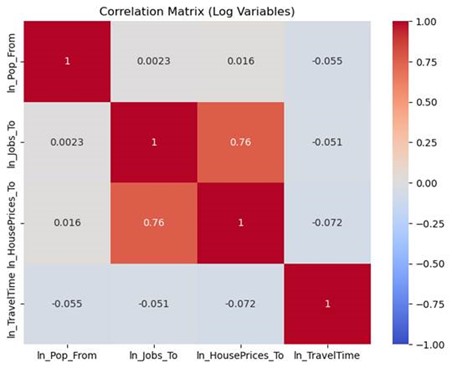 Correlation Matrix (Log Variables)
ln_Pop_From
1
0.0023
0.016
-0.055
ln_Jobs_To
0.0023
1
0.76
-0.051
ln_HousePrices_To
0.016
0.76
1
-0.072
ln_TravelTime
-0.055
-0.051
-0.072
1
ln_Pop_From
ln_Jobs_To
ln_HousePrices_To
ln_TravelTime
1.00
0.75
0.50
0.25
0.00
-0.25
-0.50
-0.75
-1.00